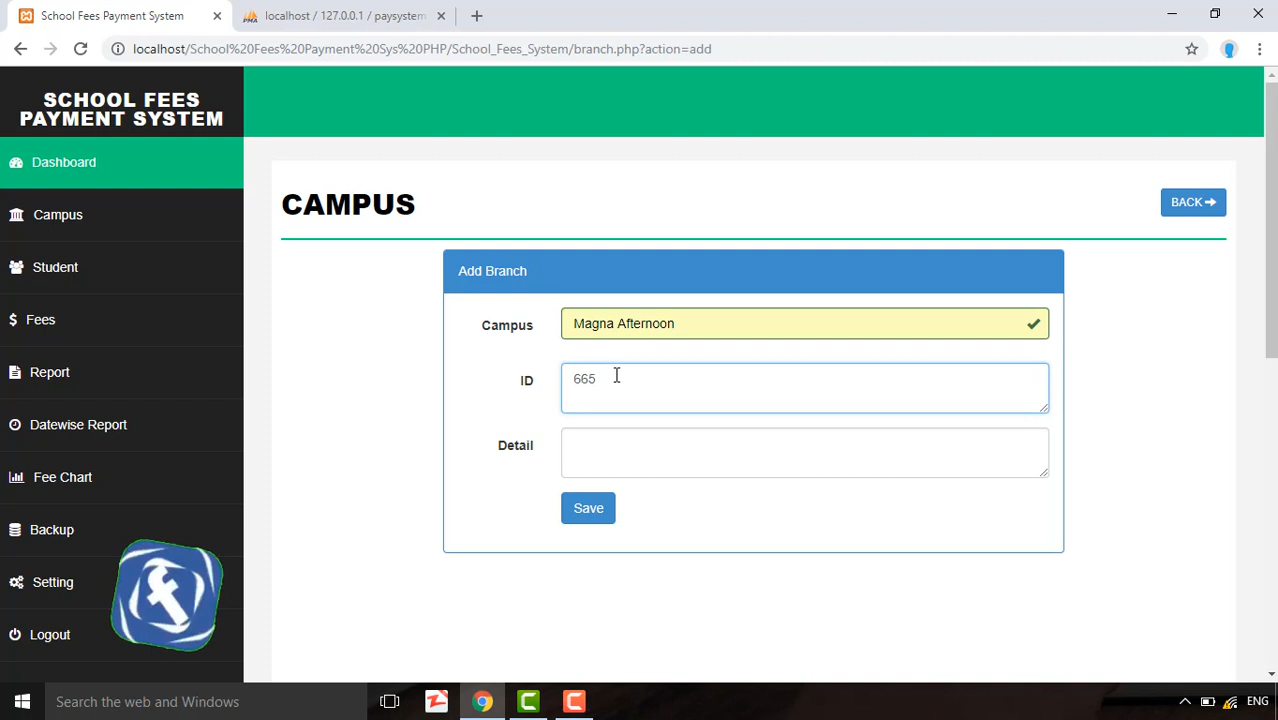 School Fees Payment System
localhost / 127.0.0.1 / paysystem
localhost/School%20Fees%20Payment%20Sys%20PHP/School_Fees_System/branch.php?action=add
SCHOOL FEES
PAYMENT SYSTEM
Dashboard
Campus
Student
Fees
Report
Datewise Report
Fee Chart
Backup
Setting
Logout
CAMPUS
BACK
Add Branch
Campus
Magna Afternoon
ID
665
Detail
Save
Search the web and Windows
ENG